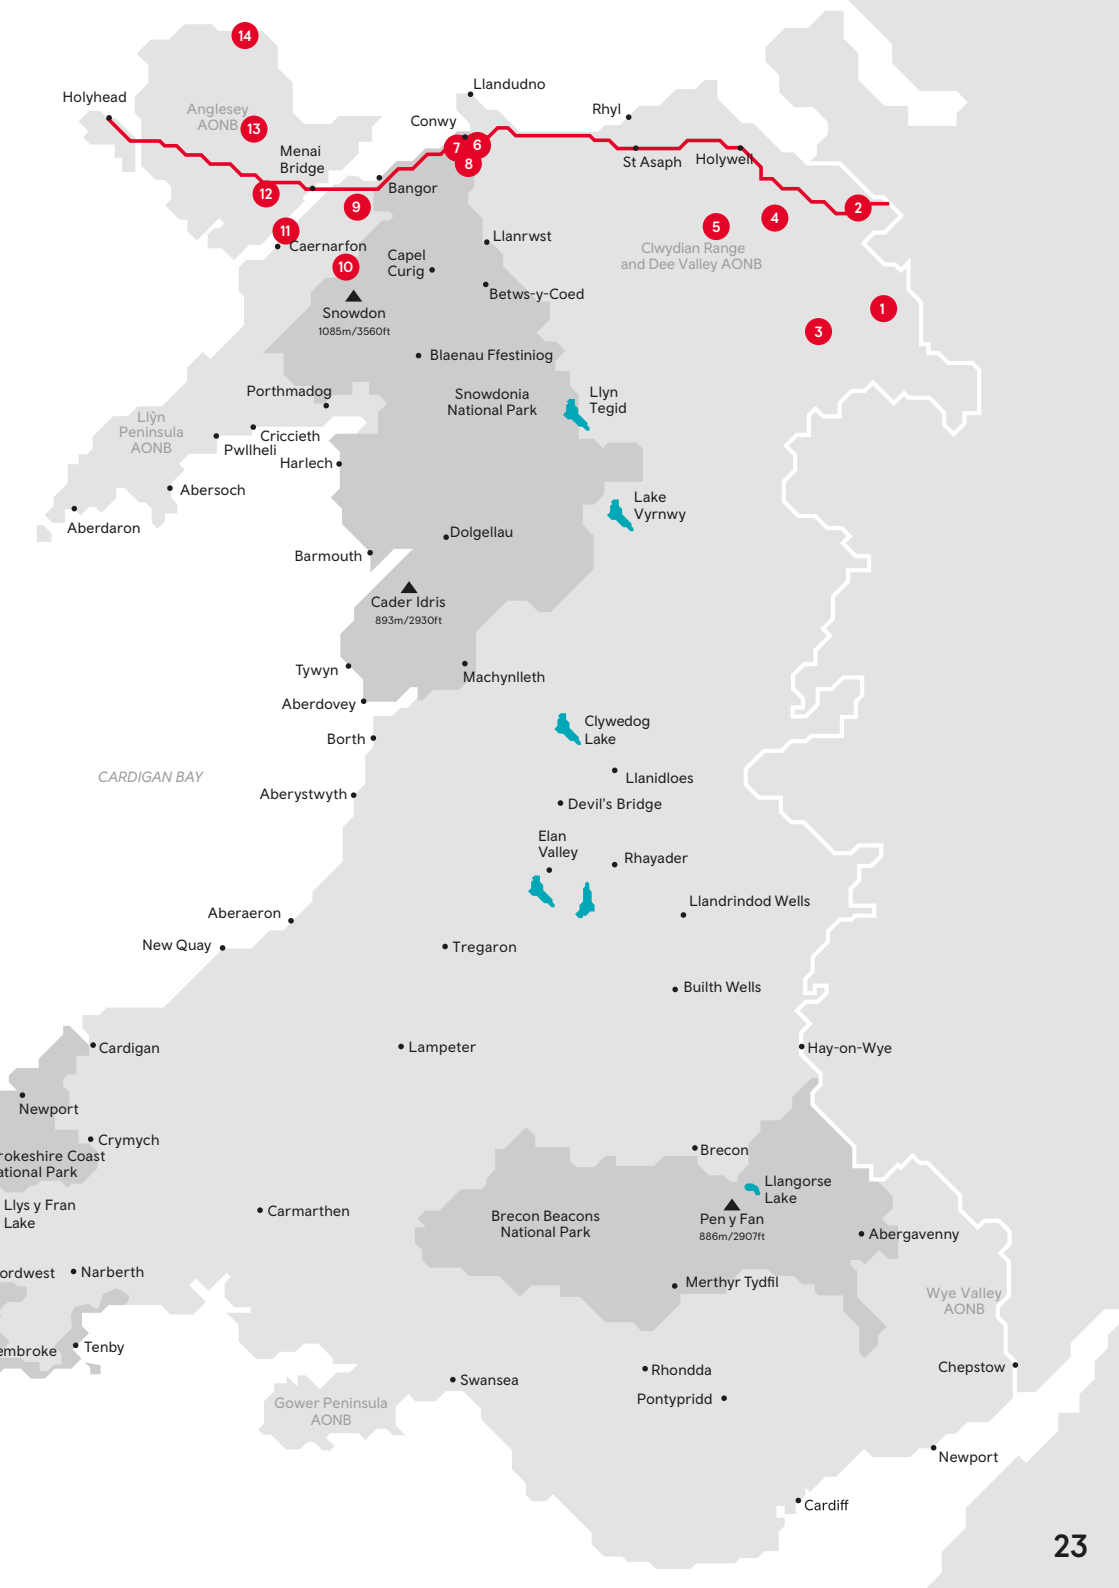 14
Llandudno
Holyhead
Rhyl
Anglesey
AONB
13
Conwy
7
6
8
Menai
Bridge
St Asaph
Holywell
Bangor
12
9
2
4
5
11
Caernarfon
Llanrwst
Clwydian Range
and Dee Valley AONB
10
Capel
Curig
Betws-y-Coed
Snowdon
1085m/3560ft
1
3
Blaenau Ffestiniog
Porthmadog
Snowdonia
National Park
Llyn
Tegid
Llŷn
Peninsula
AONB
Criccieth
Pwllheli
Harlech
Abersoch
Lake
Vyrnwy
Aberdaron
Dolgellau
Barmouth
Cader Idris
893m/2930ft
Tywyn
Machynlleth
Aberdovey
Clywedog
Lake
Borth
CARDIGAN BAY
Llanidloes
Aberystwyth
Devil's Bridge
Elan
Valley
Rhayader
Llandrindod Wells
Aberaeron
New Quay
Tregaron
Builth Wells
Cardigan
Lampeter
Hay-on-Wye
Newport
Crymych
rokeshire Coast
ational Park
Brecon
Llangorse
Lake
Llys y Fran
Lake
Carmarthen
Brecon Beacons
National Park
Pen y Fan
886m/2907ft
Abergavenny
ordwest
Narberth
Merthyr Tydfil
Wye Valley
AONB
embroke
Tenby
Chepstow
Rhondda
Swansea
Pontypridd
Gower Peninsula
AONB
Newport
Cardiff
23